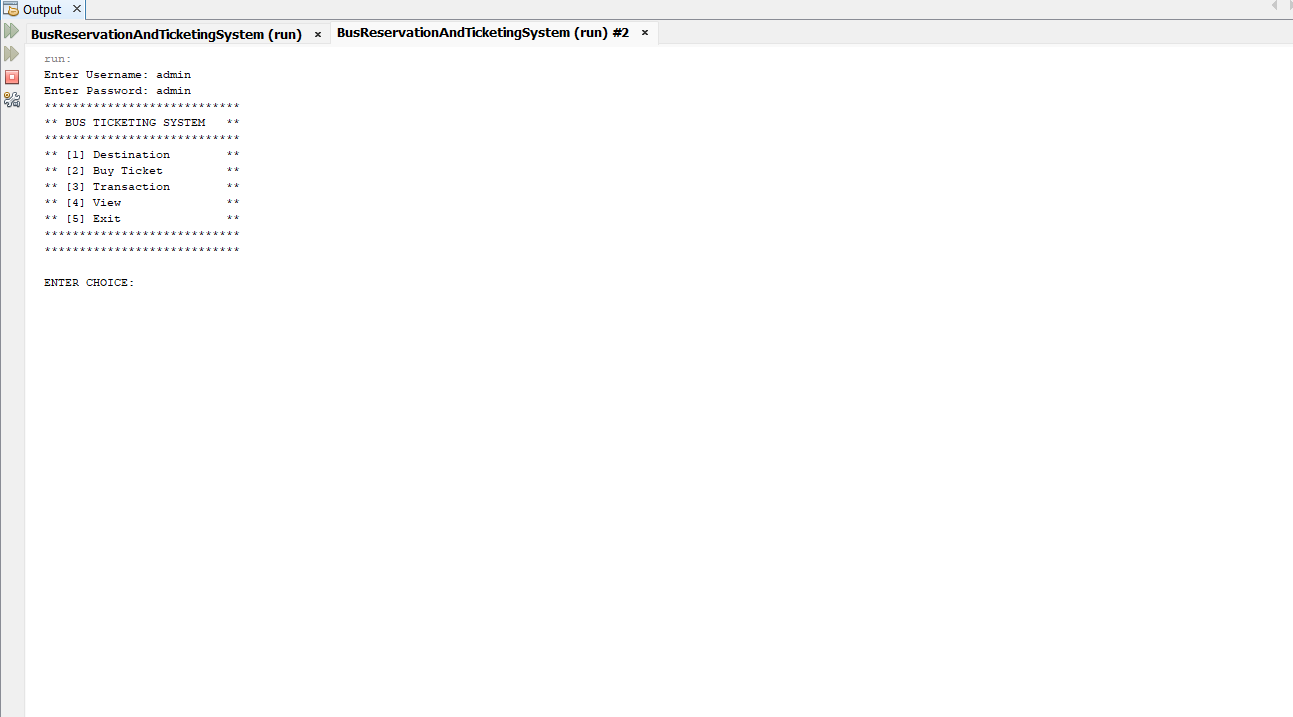 Output
BusReservationAndTicketingSystem (run)
BusReservationAndTicketingSystem (run) #2
run:
Enter Username: admin
Enter Password: admin
****************************
** BUS TICKETING SYSTEM   **
****************************
** [1] Destination        **
** [2] Buy Ticket         **
** [3] Transaction        **
** [4] View               **
** [5] Exit               **
****************************
****************************
ENTER CHOICE: